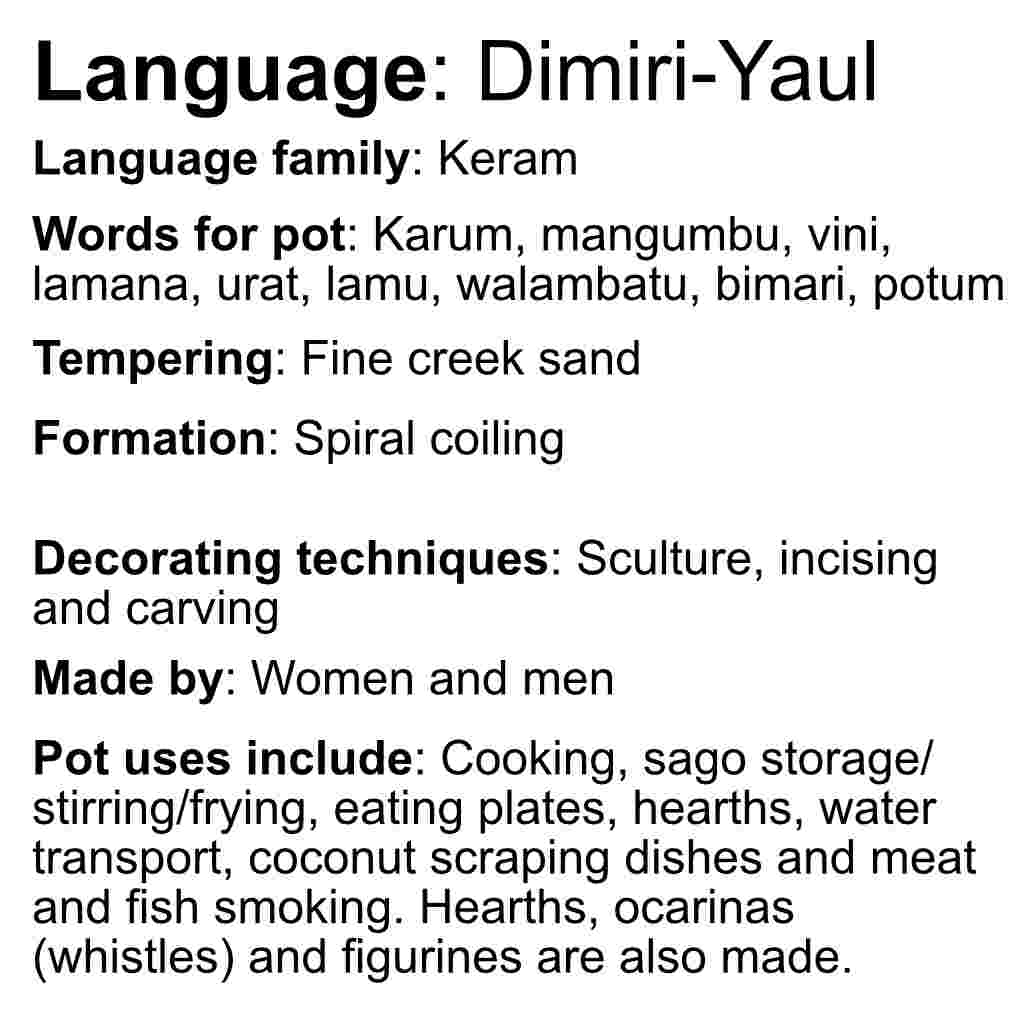 Language: Dimiri-Yaul
Language family: Keram
Words for pot: Karum, mangumbu, vini,
lamana, urat, lamu, walambatu, bimari, potum
Tempering: Fine creek sand
Formation: Spiral coiling
Decorating techniques: Sculture, incising
and carving
Made by: Women and men
Pot uses include: Cooking, sago storage/
stirring/frying, eating plates, hearths, water
transport, coconut scraping dishes and meat
and fish smoking. Hearths, ocarinas
(whistles) and figurines are also made.